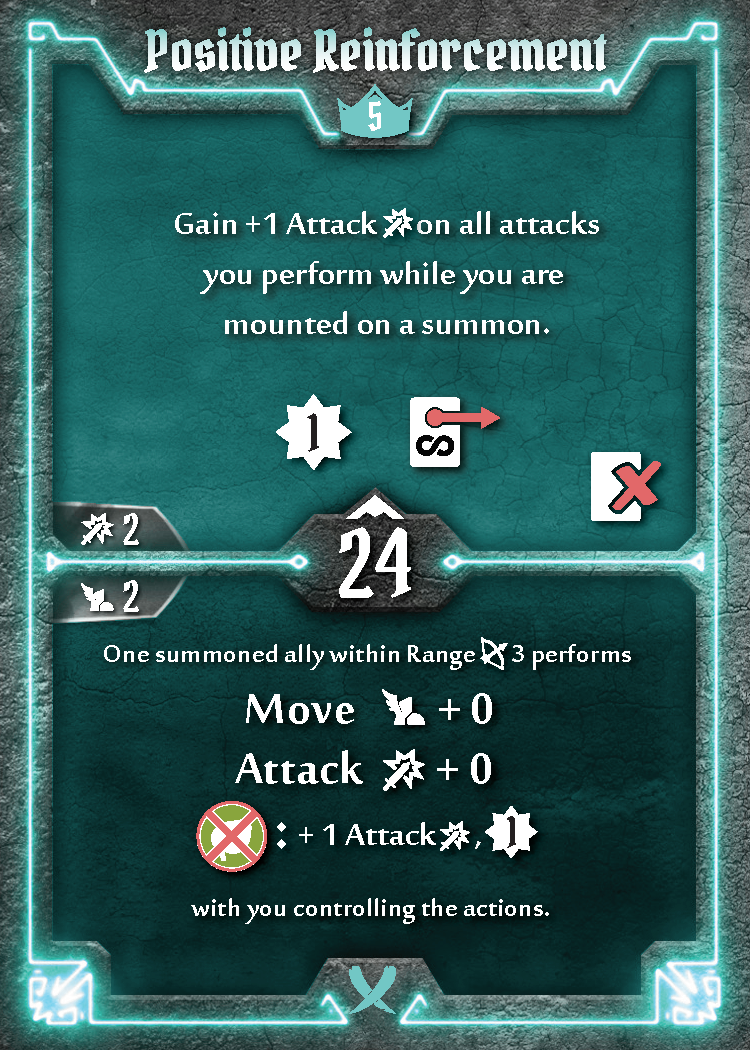 Positive Reinforcement
5
Gain +1 Attack on all attacks
you perform while you are
mounted on a summon.
1
2
24
2
One summoned ally within Range 3 performs
Move + 0
Attack + 0
: + 1 Attack , 1
with you controlling the actions.